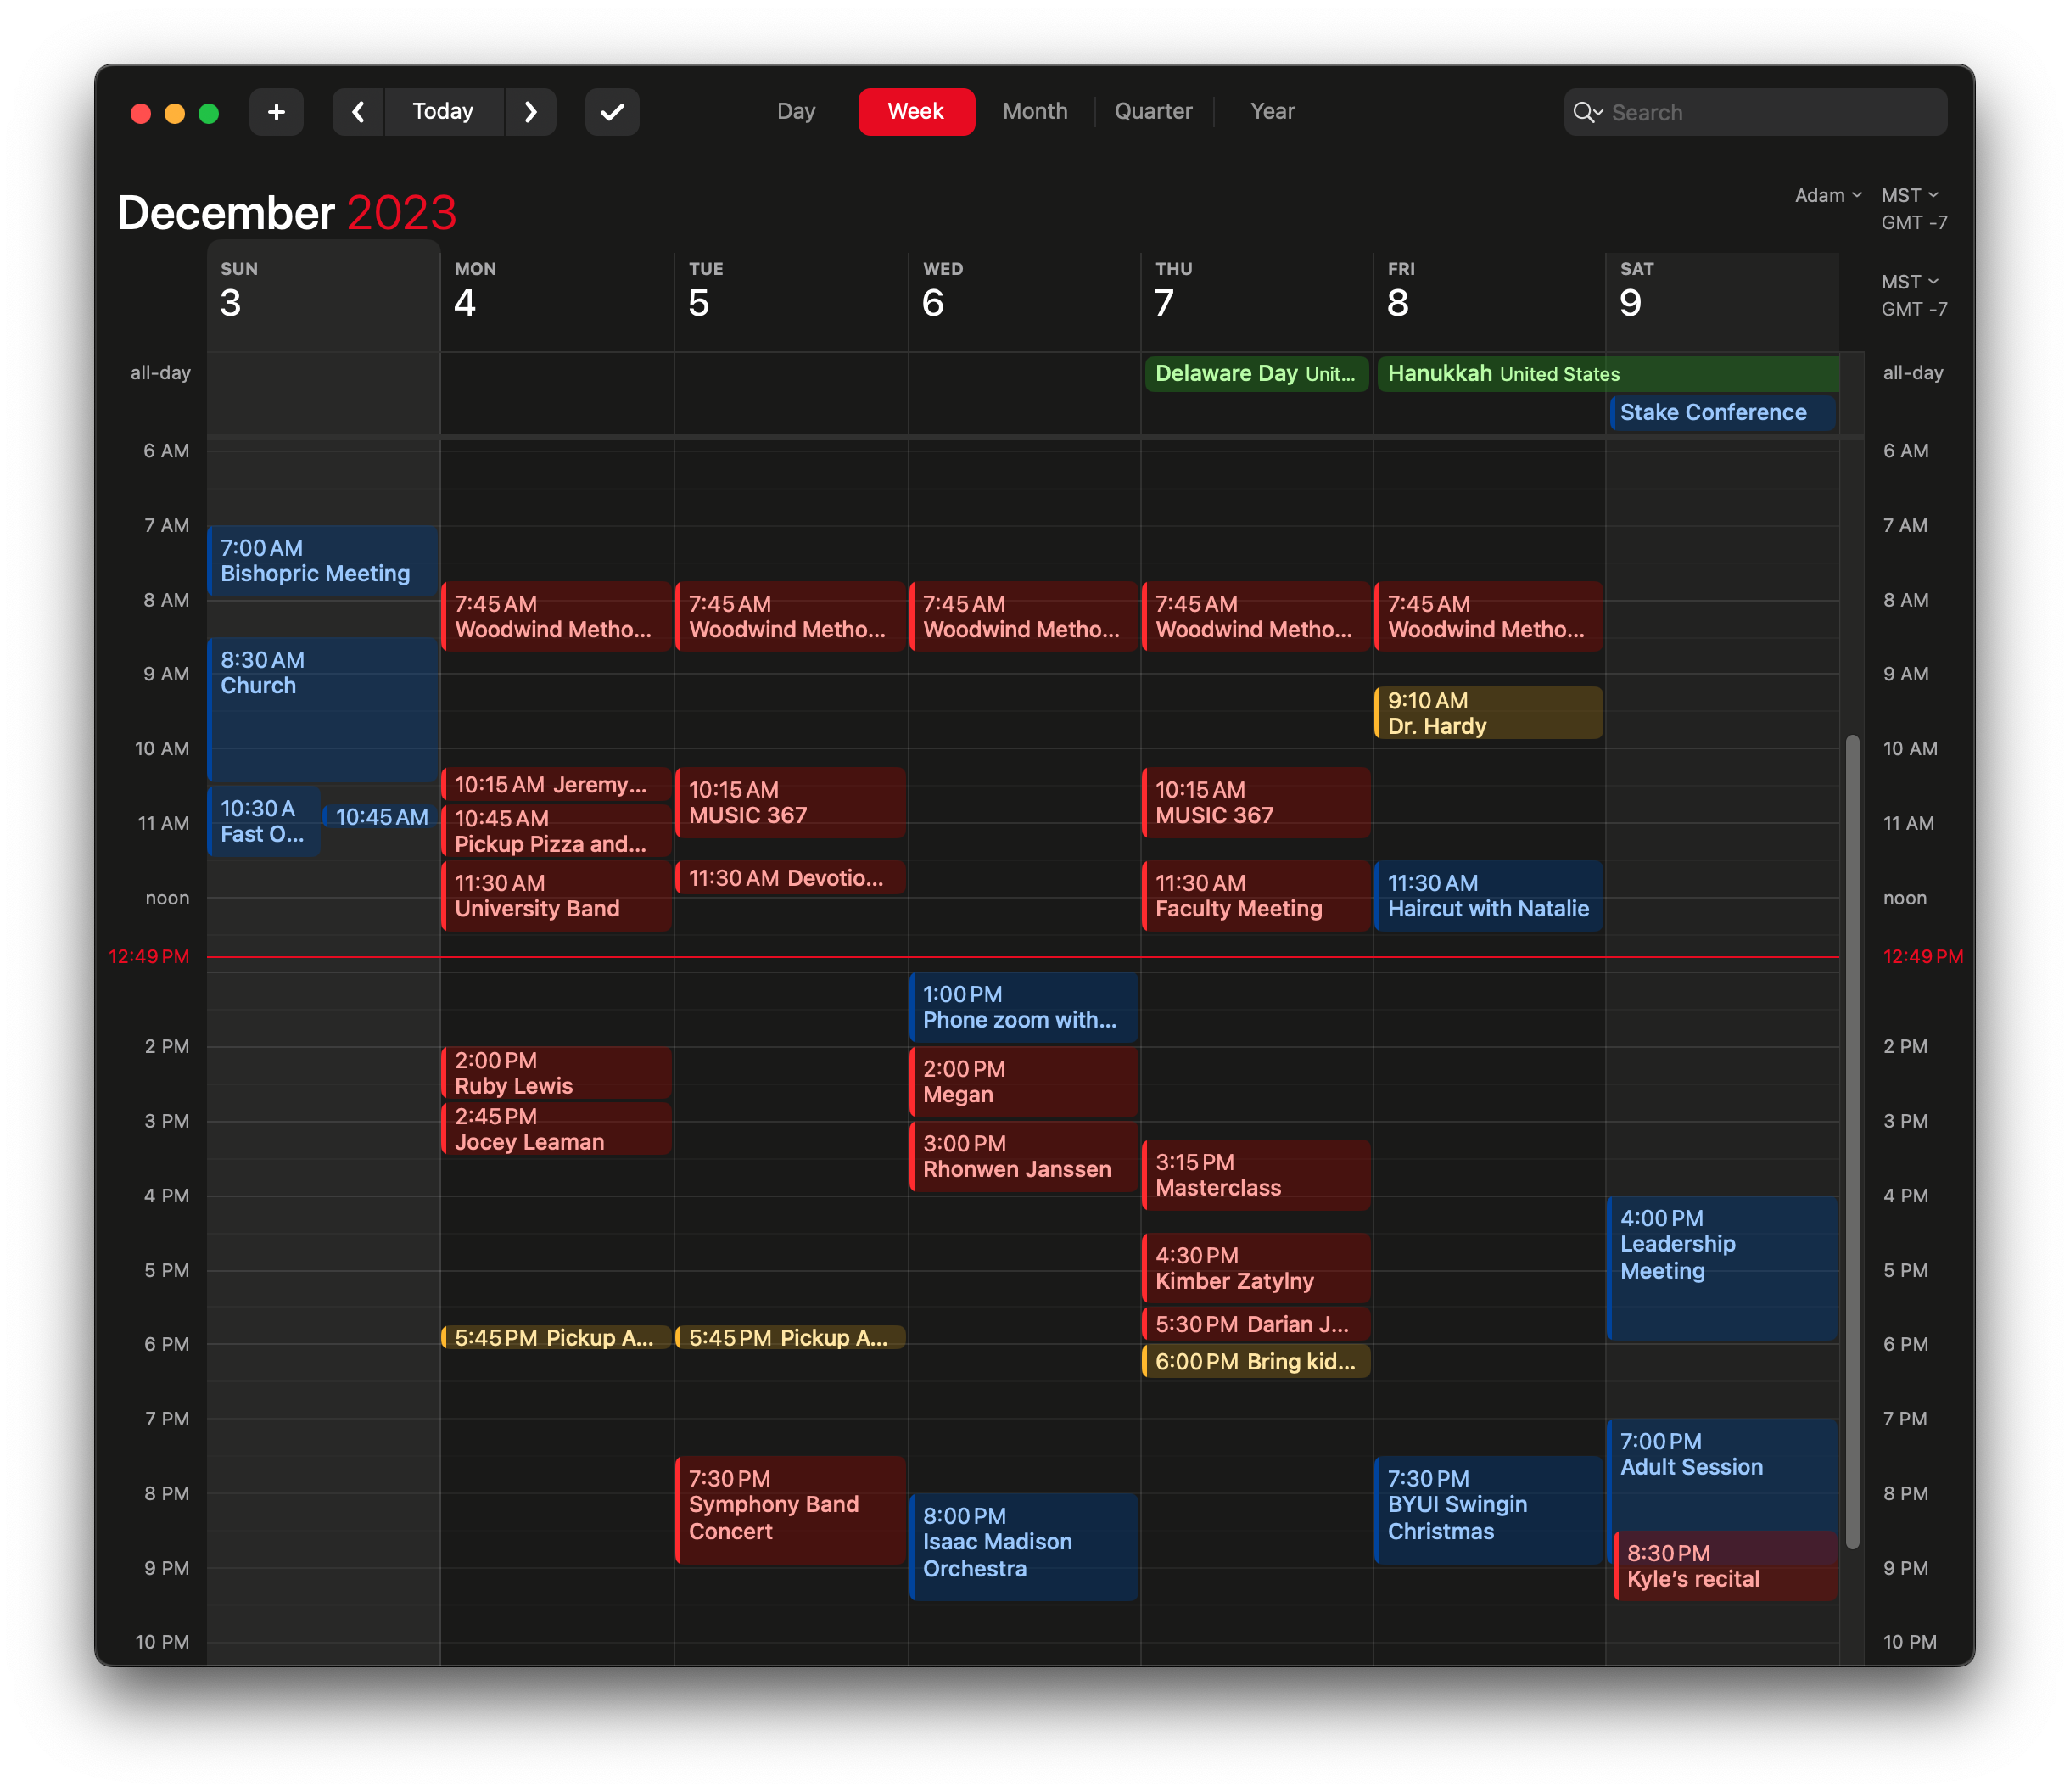 Today
Day
Week
Month
Quarter
Year
Search
December 2023
Adam
MST
GMT -7
MST
GMT -7
SUN
3
MON
4
TUE
5
WED
6
THU
7
FRI
8
SAT
9
all-day
Delaware Day Unit...
Hanukkah United States
all-day
Stake Conference
6 AM
7 AM
8 AM
9 AM
10 AM
11 AM
noon
12:49 PM
2 PM
3 PM
4 PM
5 PM
6 PM
7 PM
8 PM
9 PM
10 PM
7:00 AM
Bishopric Meeting
8:30 AM
Church
10:30 A
Fast O...
10:45 AM
7:45 AM
Woodwind Metho...
10:15 AM Jeremy...
10:45 AM
Pickup Pizza and...
11:30 AM
University Band
2:00 PM
Ruby Lewis
2:45 PM
Jocey Leaman
5:45 PM Pickup A...
7:45 AM
Woodwind Metho...
10:15 AM
MUSIC 367
11:30 AM Devotio...
5:45 PM Pickup A...
7:30 PM
Symphony Band
Concert
7:45 AM
Woodwind Metho...
1:00 PM
Phone zoom with...
2:00 PM
Megan
3:00 PM
Rhonwen Janssen
8:00 PM
Isaac Madison
Orchestra
7:45 AM
Woodwind Metho...
10:15 AM
MUSIC 367
11:30 AM
Faculty Meeting
3:15 PM
Masterclass
4:30 PM
Kimber Zatylny
5:30 PM Darian J...
6:00 PM Bring kid...
7:45 AM
Woodwind Metho...
9:10 AM
Dr. Hardy
11:30 AM
Haircut with Natalie
7:30 PM
BYUI Swingin
Christmas
4:00 PM
Leadership
Meeting
7:00 PM
Adult Session
8:30 PM
Kyle's recital
6 AM
7 AM
8 AM
9 AM
10 AM
11 AM
noon
12:49 PM
2 PM
3 PM
4 PM
5 PM
6 PM
7 PM
8 PM
9 PM
10 PM